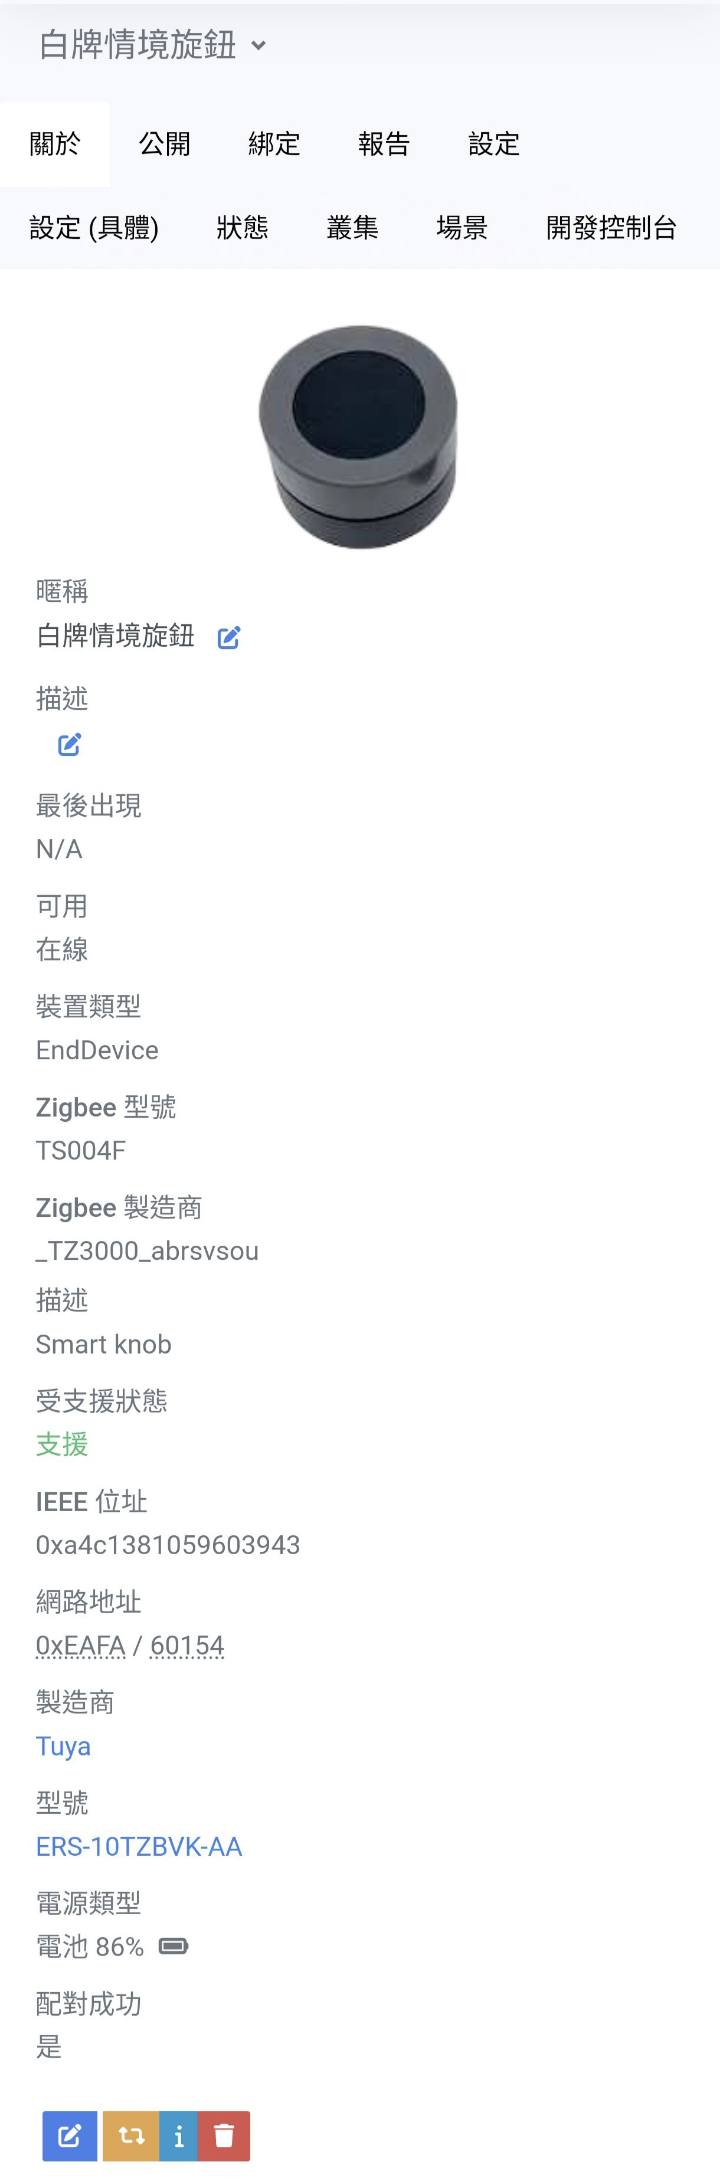 白牌情境旋鈕
關於 公開 綁定 報告 設定
設定 (具體) 狀態 叢集 場景 開發控制台
暱稱
白牌情境旋鈕
描述
最後出現
N/A
可用
在線
裝置類型
EndDevice
Zigbee 型號
TS004F
Zigbee 製造商
_TZ3000_abrsvsou
描述
Smart knob
受支援狀態
支援
IEEE 位址
0xa4c1381059603943
網路地址
0xEAFA / 60154
製造商
Tuya
型號
ERS-10TZBVK-AA
電源類型
電池 86%
配對成功
是